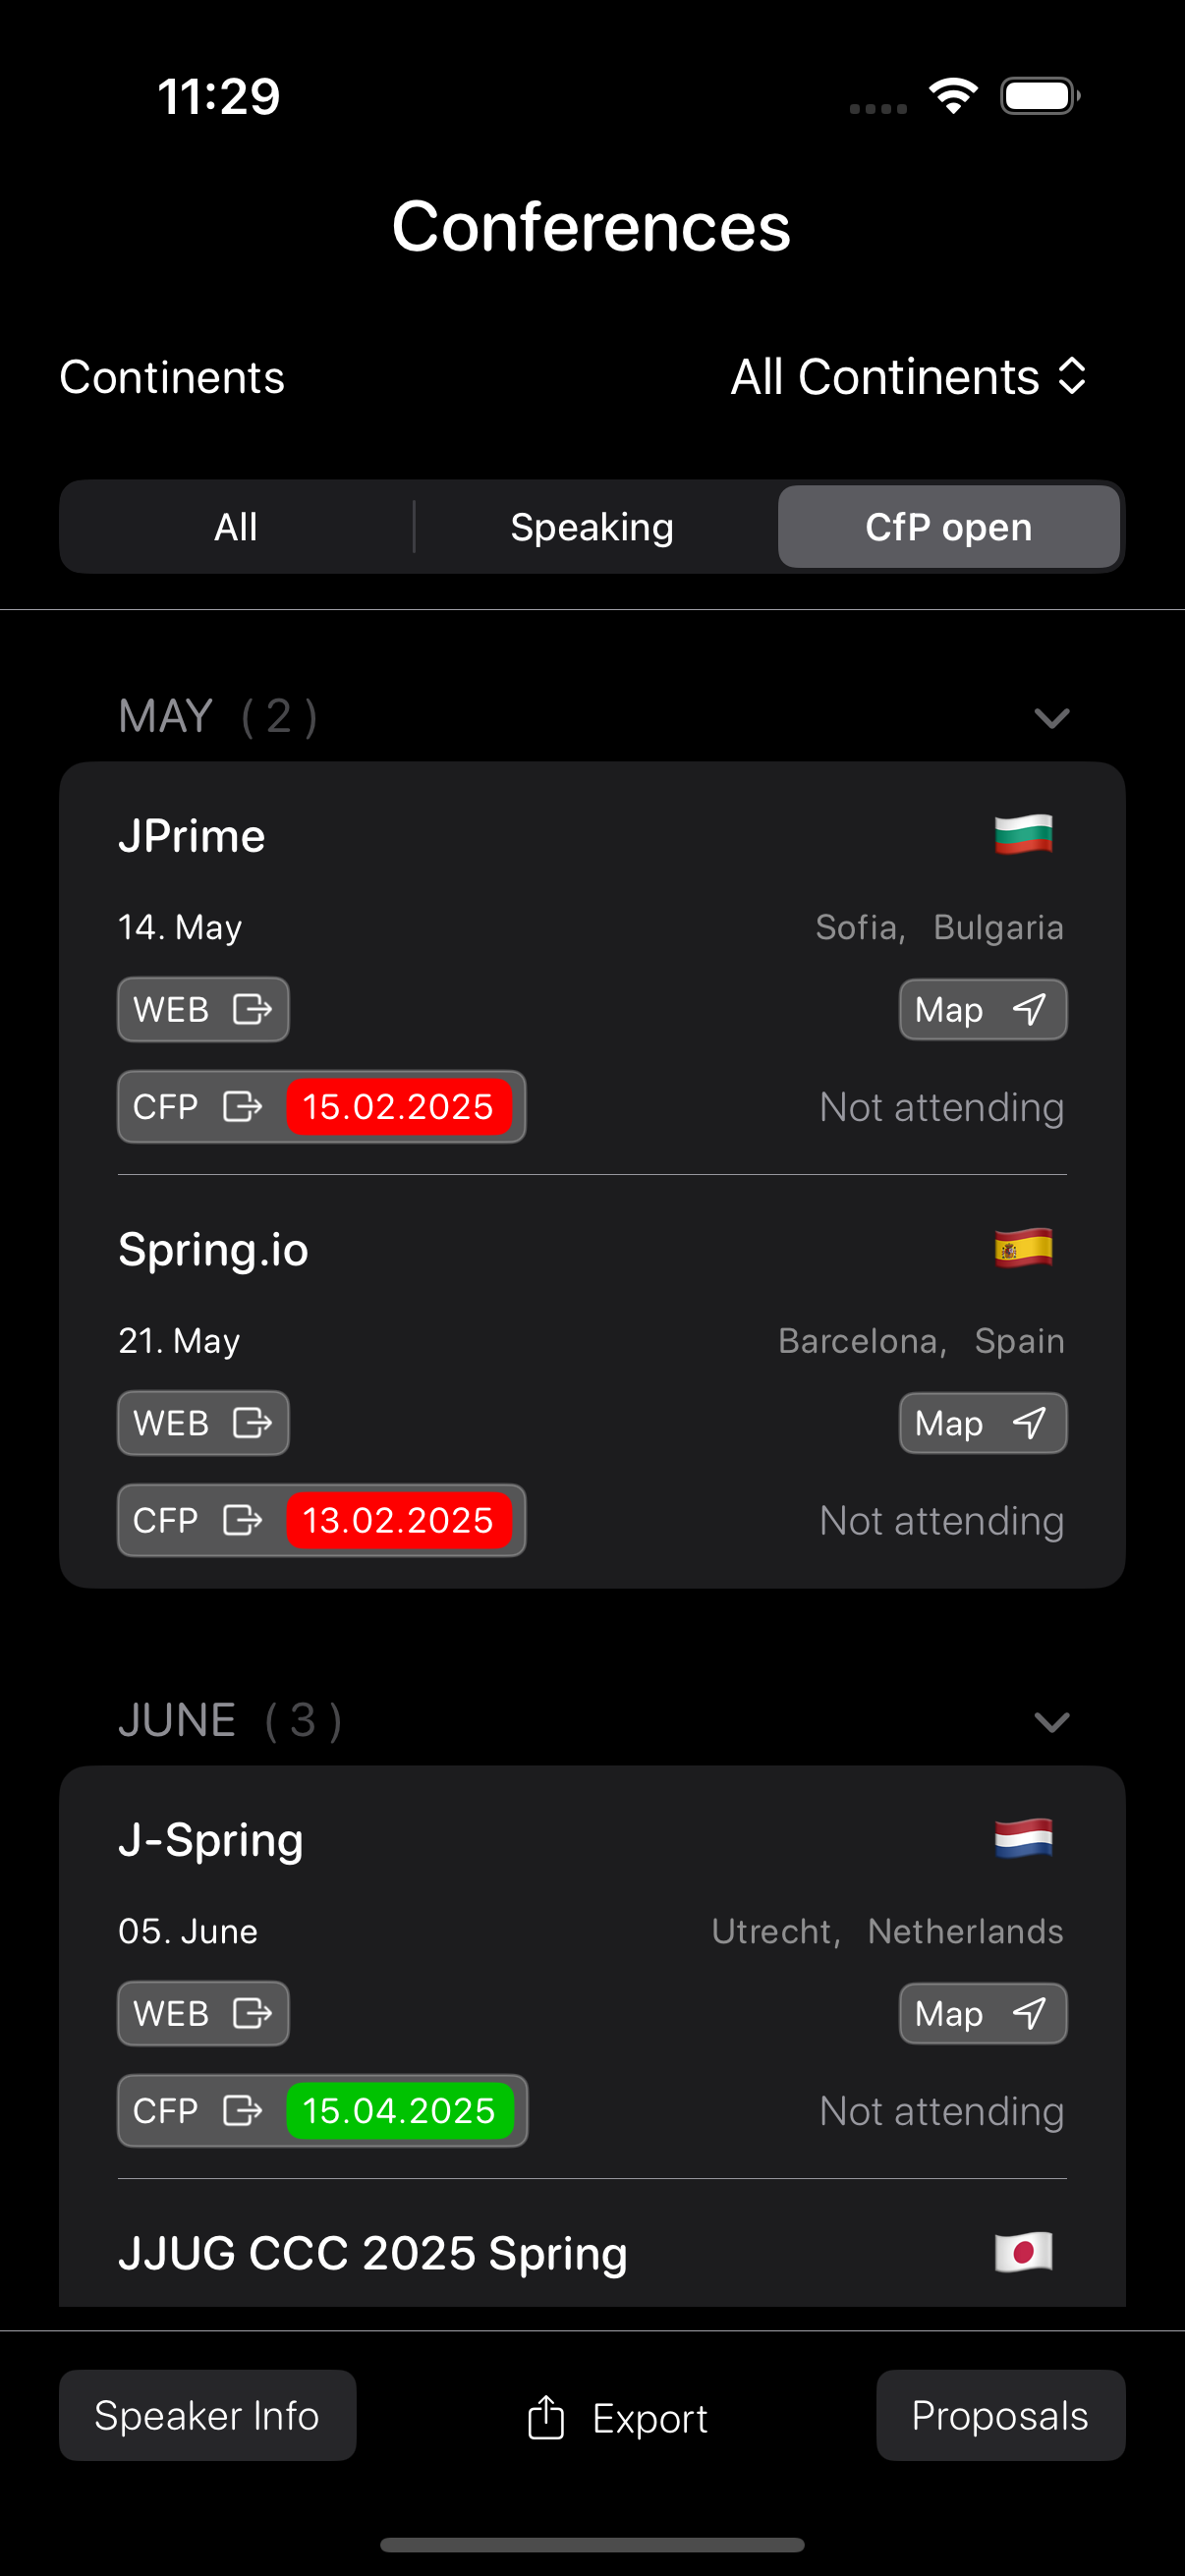 11:29
Conferences
Continents All Continents
All Speaking CfP open
MAY ( 2 )
JPrime
14. May Sofia, Bulgaria
WEB Map
CFP 15.02.2025 Not attending
Spring.io
21. May Barcelona, Spain
WEB Map
CFP 13.02.2025 Not attending
JUNE ( 3 )
J-Spring
05. June Utrecht, Netherlands
WEB Map
CFP 15.04.2025 Not attending
JJUG CCC 2025 Spring
Speaker Info Export Proposals